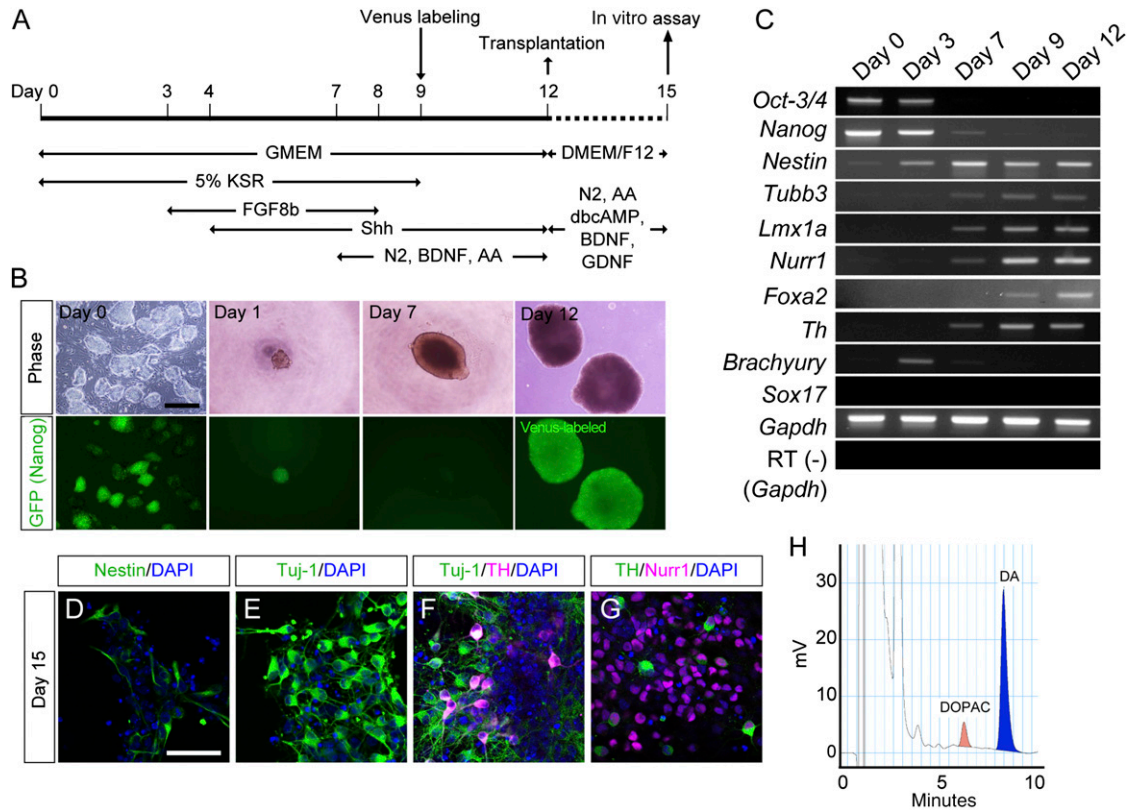 A
Venus labeling
In vitro assay
Transplantation
Day 0 3 4 7 8 9 12 15
GMEM DMEM/F12
5% KSR
FGF8b
Shh
N2, BDNF, AA
N2, AA
dbcAMP,
BDNF,
GDNF
B
Day 0 Day 1 Day 7 Day 12
Phase
GFP (Nanog)
Venus-labeled
C
Day 0 Day 3 Day 7 Day 9 Day 12
Oct-3/4
Nanog
Nestin
Tubb3
Lmx1a
Nurr1
Foxa2
Th
Brachyury
Sox17
Gapdh
RT (-)
(Gapdh)
Nestin/DAPI Tuj-1/DAPI Tuj-1/TH/DAPI TH/Nurr1/DAPI
D E F G
Day 15
H
mV
30
20
10
0
DA
DOPAC
0 5 10
Minutes